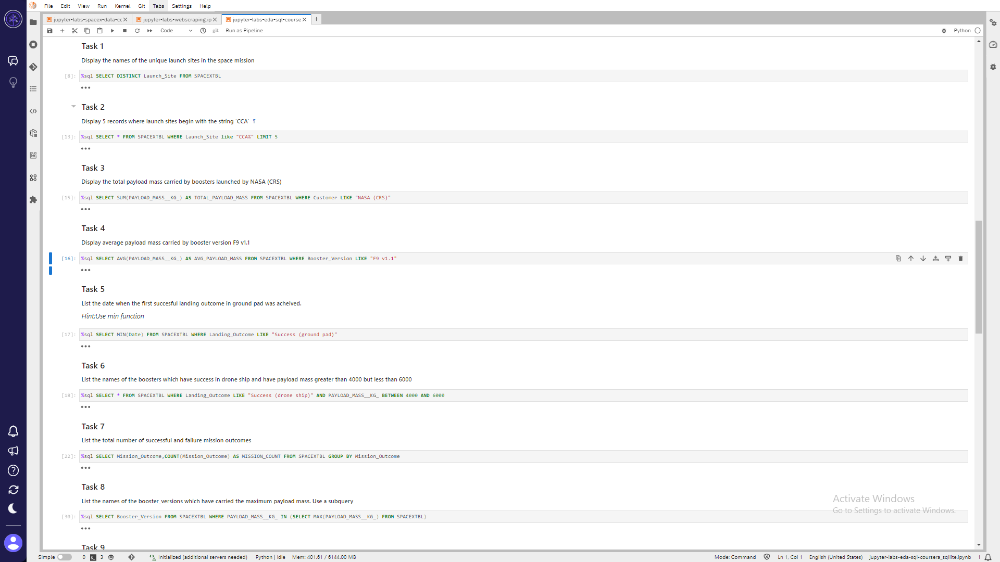 File Edit View Run Kernel Git Tabs Settings Help
jupyter-labs-spacex-data-cc jupyter-labs-webscraping.ip jupyter-labs-eda-sql-course
Code git Run as Pipeline Python
Task 1
Display the names of the unique launch sites in the space mission
[8]: %sql SELECT DISTINCT Launch_Site FROM SPACEXTBL
Task 2
Display 5 records where launch sites begin with the string 'CCA' ¶
[13]: %sql SELECT * FROM SPACEXTBL WHERE Launch_Site like "CCA%" LIMIT 5
Task 3
Display the total payload mass carried by boosters launched by NASA (CRS)
[15]: %sql SELECT SUM(PAYLOAD_MASS__KG_) AS TOTAL_PAYLOAD_MASS FROM SPACEXTBL WHERE Customer LIKE "NASA (CRS)"
Task 4
Display average payload mass carried by booster version F9 v1.1
[16]: %sql SELECT AVG(PAYLOAD_MASS__KG_) AS AVG_PAYLOAD_MASS FROM SPACEXTBL WHERE Booster_Version LIKE "F9 v1.1"
Task 5
List the date when the first succesful landing outcome in ground pad was acheived.
Hint:Use min function
[17]: %sql SELECT MIN(Date) FROM SPACEXTBL WHERE Landing_Outcome LIKE "Success (ground pad)"
Task 6
List the names of the boosters which have success in drone ship and have payload mass greater than 4000 but less than 6000
[18]: %sql SELECT * FROM SPACEXTBL WHERE Landing_Outcome LIKE "Success (drone ship)" AND PAYLOAD_MASS__KG_ BETWEEN 4000 AND 6000
Task 7
List the total number of successful and failure mission outcomes
[22]: %sql SELECT Mission_Outcome,COUNT(Mission_Outcome) AS MISSION_COUNT FROM SPACEXTBL GROUP BY Mission_Outcome
Task 8
List the names of the booster_versions which have carried the maximum payload mass. Use a subquery
[30]: %sql SELECT Booster_Version FROM SPACEXTBL WHERE PAYLOAD_MASS__KG_ IN (SELECT MAX(PAYLOAD_MASS__KG_) FROM SPACEXTBL)
Task 9
Activate Windows
Go to Settings to activate Windows.
Simple 0 3 Initialized (additional servers needed) Python | Idle Mem: 401.61 / 6144.00 MB Mode: Command Ln 1, Col 1 English (United States) jupyter-labs-eda-sql-coursera_sqllite.ipynb 1